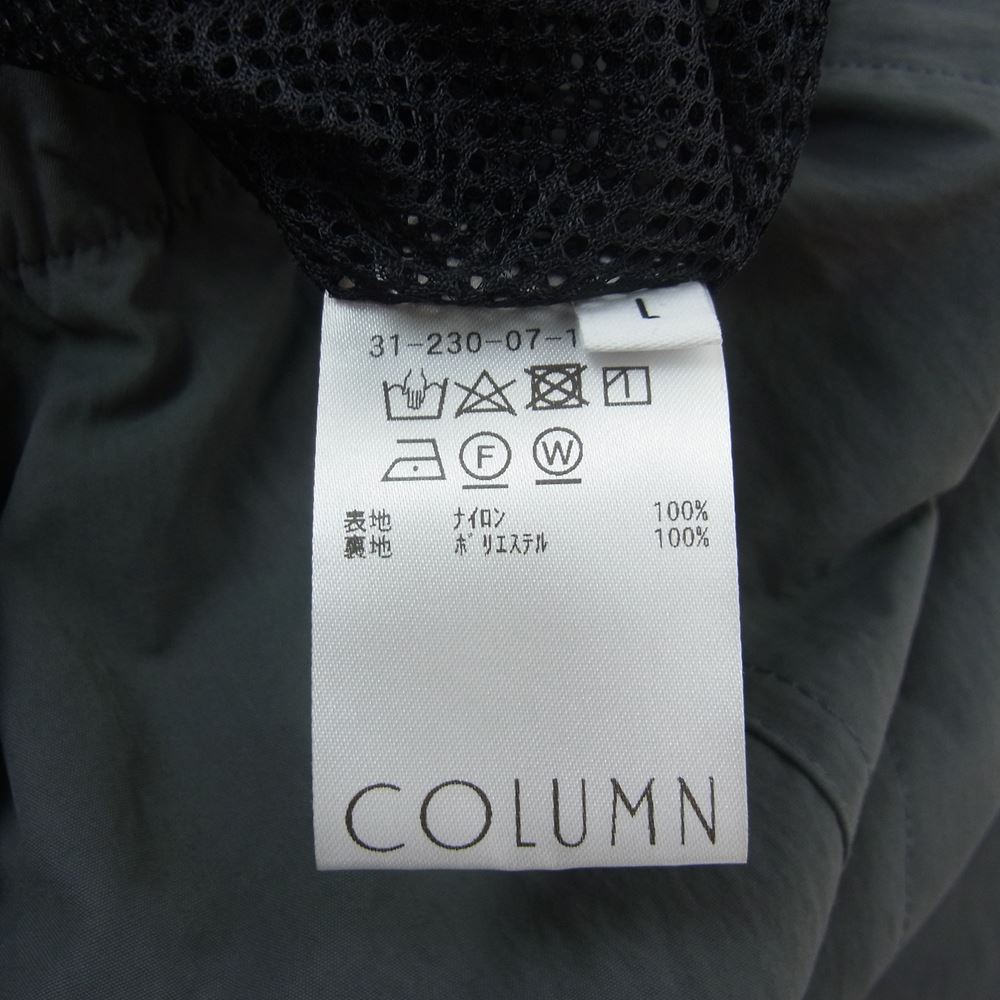 L
31-230-07-1
F W
表地 ナイロン 100%
裏地 ポリエステル 100%
COLUMN